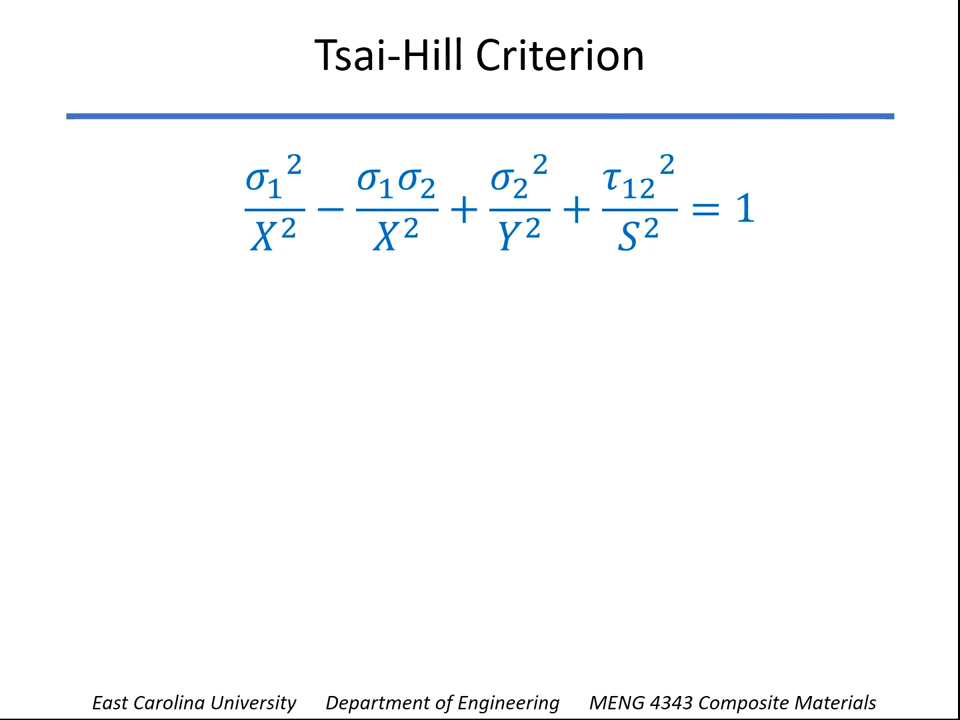 Tsai-Hill Criterion
σ₁²/X² − σ₁σ₂/X² + σ₂²/Y² + τ₁₂²/S² = 1
East Carolina University Department of Engineering MENG 4343 Composite Materials